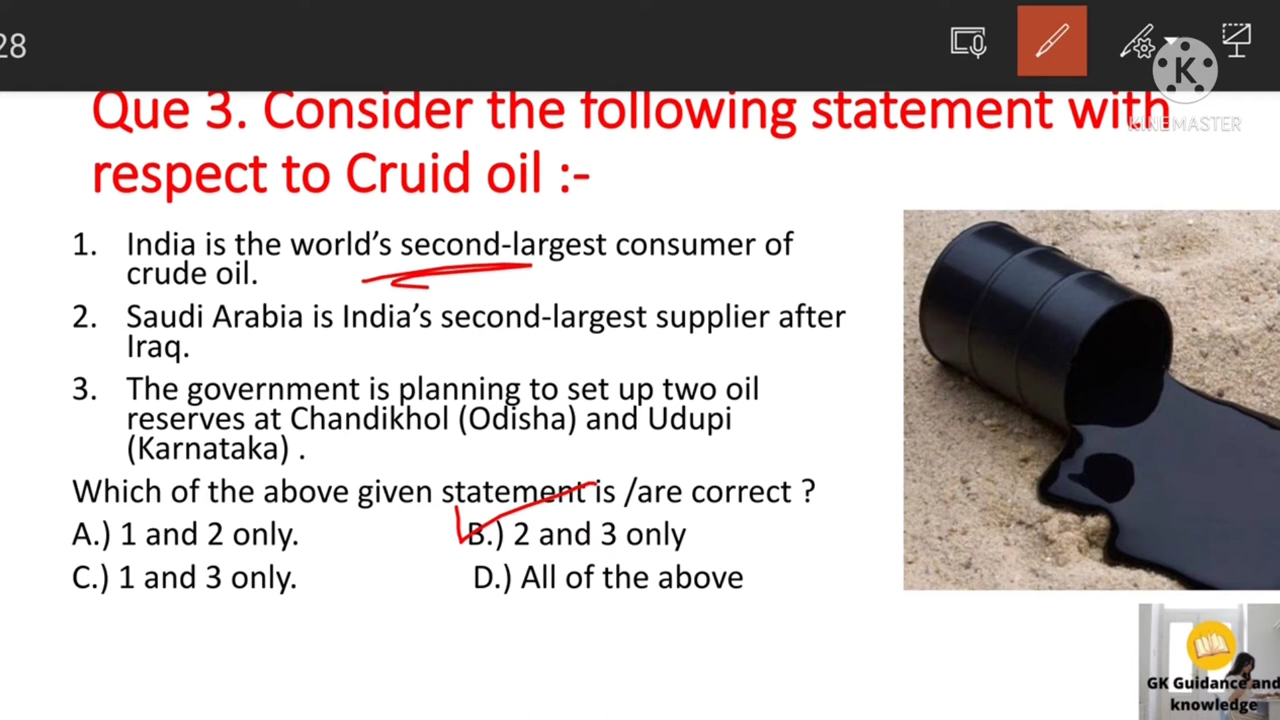 28
K
KINEMASTER
Que 3. Consider the following statement with
respect to Cruid oil :-
1. India is the world's second-largest consumer of
crude oil.
2. Saudi Arabia is India's second-largest supplier after
Iraq.
3. The government is planning to set up two oil
reserves at Chandikhol (Odisha) and Udupi
(Karnataka) .
Which of the above given statement is /are correct ?
A.) 1 and 2 only. B.) 2 and 3 only
C.) 1 and 3 only. D.) All of the above
GK Guidance and
knowledge